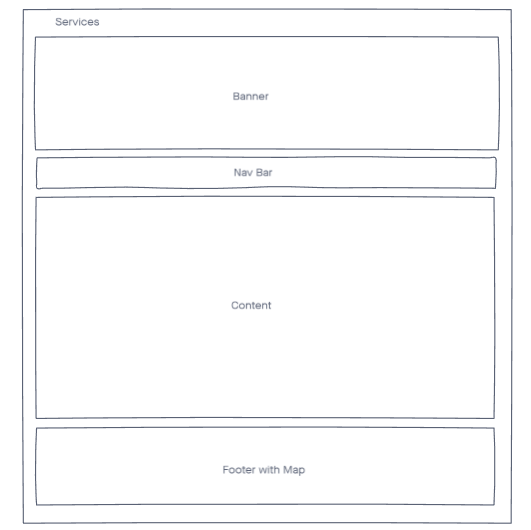 Services
Banner
Nav Bar
Content
Footer with Map